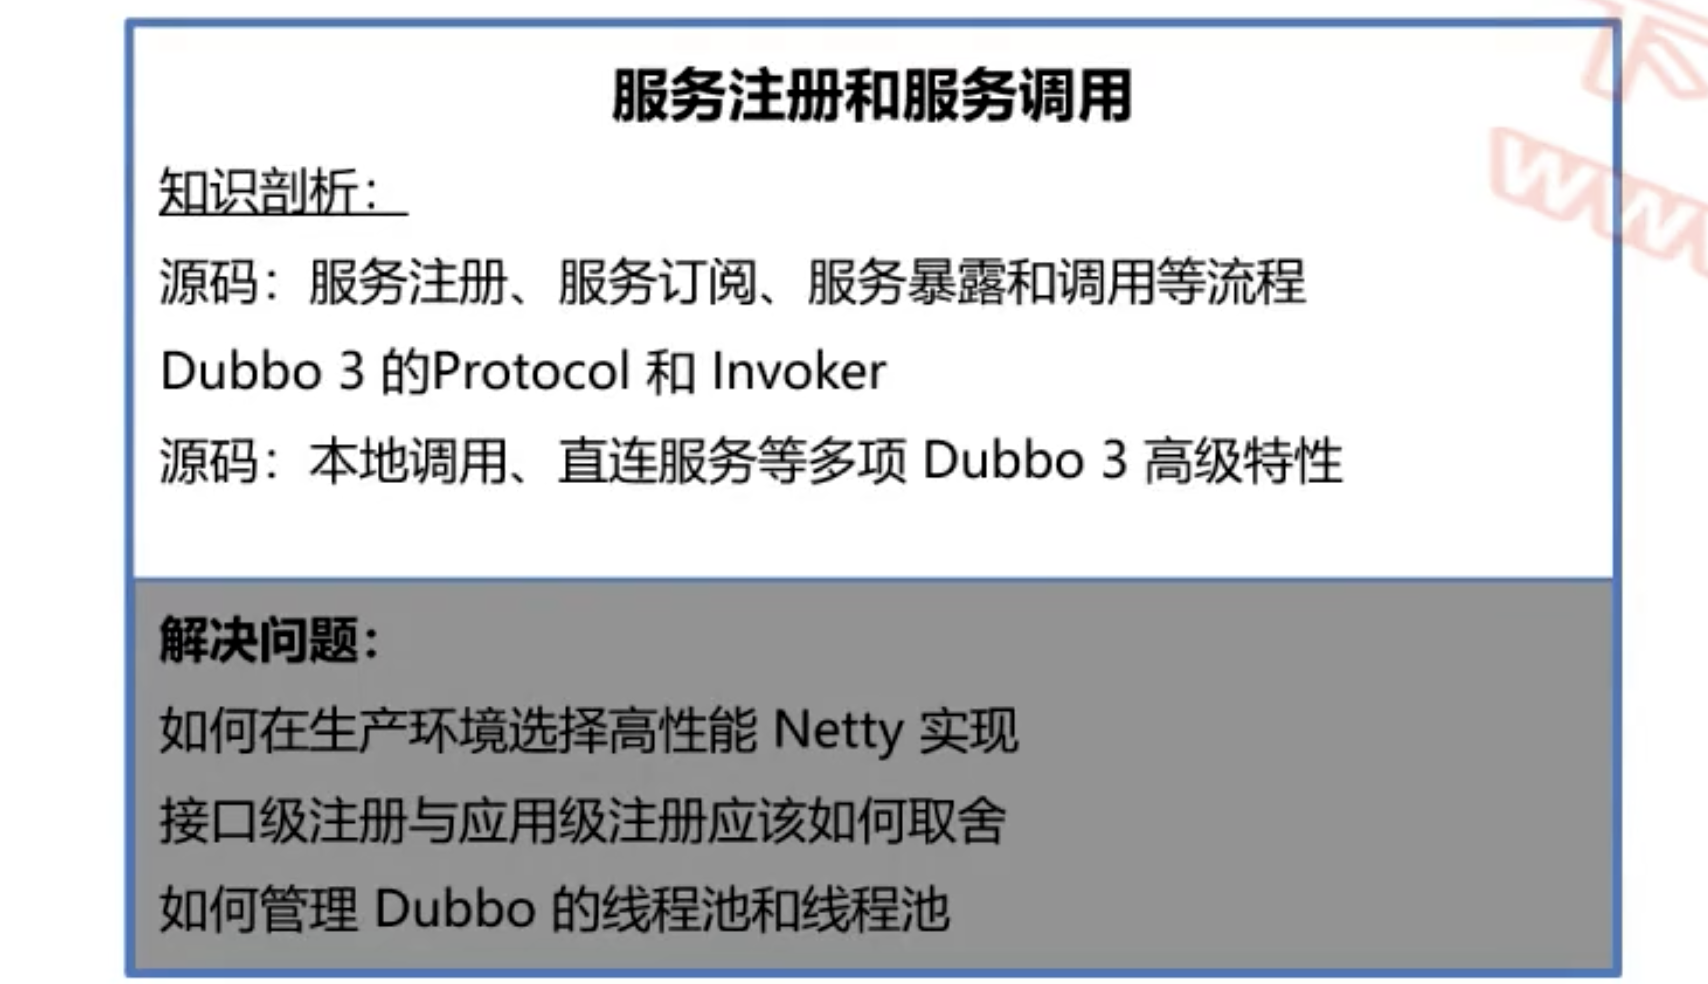 服务注册和服务调用
知识剖析：
源码：服务注册、服务订阅、服务暴露和调用等流程
Dubbo 3 的Protocol 和 Invoker
源码：本地调用、直连服务等多项 Dubbo 3 高级特性
解决问题：
如何在生产环境选择高性能 Netty 实现
接口级注册与应用级注册应该如何取舍
如何管理 Dubbo 的线程池和线程池